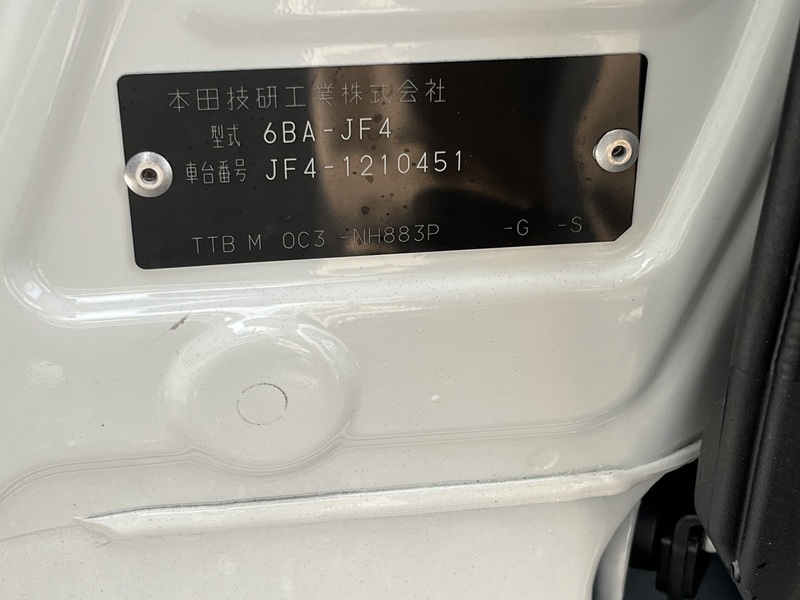 本田技研工業株式会社
型式 6BA-JF4
車台番号 JF4-1210451
TTB M 0C3 -NH883P -G -S